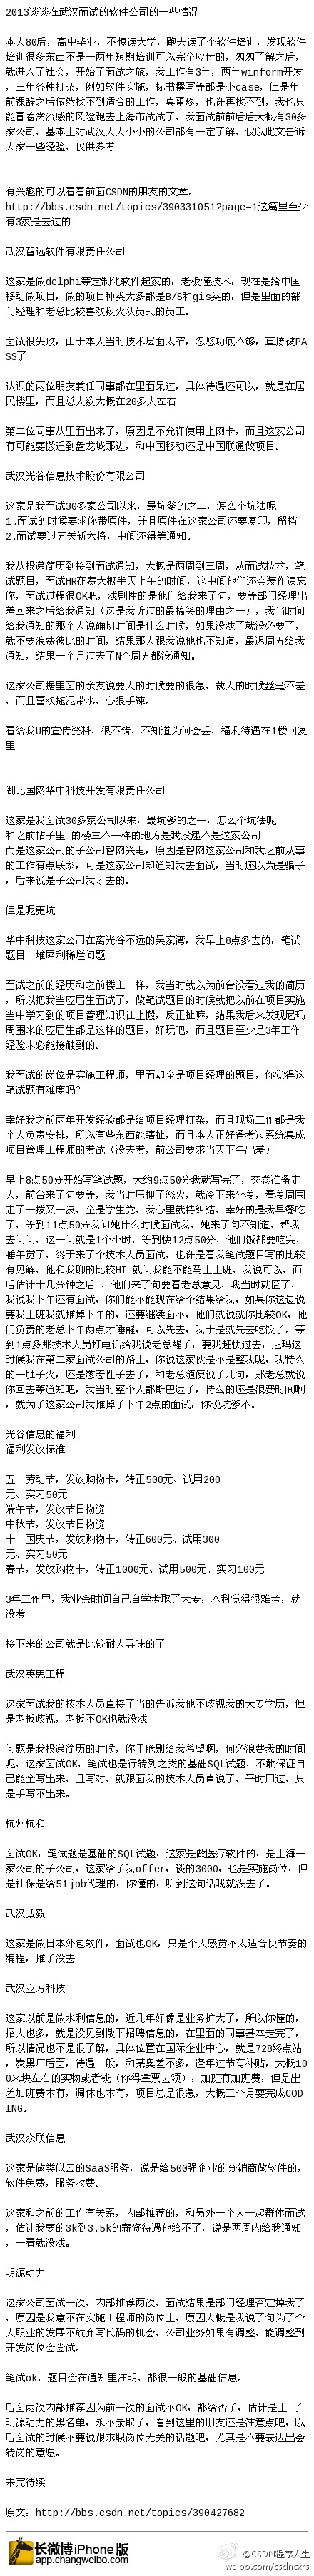 2013谈谈在武汉面试的软件公司的一些情况
本人80后，高中毕业，不想读大学，跑去读了个软件培训，发现软件
培训很多东西不是一两年短期培训可以完全应付的，匆匆了解之后，
就进入了社会，开始了面试之旅，我工作有3年，两年winform开发
，三年各种打杂，例如软件实施，标书撰写等都是小case，但是年
前裸辞之后依然找不到适合的工作，真蛋疼，也许再找不到，我也只
能冒着禽流感的风险跑去上海市试试了，我面试前前后后大概有30多
家公司，基本上对武汉大大小小的公司都有一定了解，仅以此文告诉
大家一些经验，仅供参考
有兴趣的可以看看前面CSDN的朋友的文章。
http://bbs.csdn.net/topics/390331051?page=1这篇里至少
有3家是去过的
武汉智远软件有限责任公司
这家是做delphi等定制化软件起家的，老板懂技术，现在是给中国
移动做项目，做的项目种类大多都是B/S和gis类的，但是里面的部
门经理和老总比较喜欢救火队员式的员工。
面试很失败，由于本人当时技术层面太窄，忽悠功底不够，直接被PA
SS了
认识的两位朋友兼任同事都在里面呆过，具体待遇还可以，就是在居
民楼里，而且总人数大概在20多人左右
第二位同事从里面出来了，原因是不允许使用上网卡，而且这家公司
有可能要搬迁到盘龙城那边，和中国移动还是中国联通做项目。
武汉光谷信息技术股份有限公司
这家是我面试30多家公司以来，最坑爹的之二，怎么个坑法呢
1.面试的时候要求你带原件，并且原件在这家公司还要复印，留档
2.面试要过五关斩六将，中间还得等通知。
我从投递简历到接到面试通知，大概是两周到三周，从面试技术，笔
试题目，面试HR花费大概半天上午的时间，这中间他们还会装作遗忘
你，面试过程很OK吧，戏剧性的是他们给我来了句，要等部门经理出
差回来之后给我通知（这是我听过的最搞笑的理由之一），我当时问
给我通知的那个人说确切时间是什么时候，如果没戏了就没必要了，
就不要浪费彼此的时间，结果那人跟我说他也不知道，最迟周五给我
通知，结果一个月过去了N个周五都没通知。
这家公司据里面的亲友说要人的时候要的很急，裁人的时候丝毫不差
，而且喜欢拖泥带水，心狠手辣。
看给我U的宣传资料，很不错，不知道为何会丢，福利待遇在1楼回复
里
湖北国网华中科技开发有限责任公司
这家是我面试30多家公司以来，最坑爹的之一，怎么个坑法呢
和之前帖子里 的楼主不一样的地方是我投递不是这家公司
而是这家公司的子公司智网兴电，原因是智网这家公司和我之前从事
的工作有点联系，可是这家公司却通知我去面试，当时还以为是骗子
，后来说是子公司我才去的。
但是呢更坑
华中科技这家公司在离光谷不远的吴家湾，我早上8点多去的，笔试
题目一堆犀利稀烂问题
面试之前的经历和之前楼主一样，我当时就以为前台没看过我的简历
，所以把我当应届生面试了，做笔试题目的时候就把以前在项目实施
当中学习到的项目管理知识往上搬，反正扯嘛，结果我后来发现尼玛
周围来的应届生都是这样的题目，好玩吧，而且题目至少是3年工作
经验未必能接触到的。
我面试的岗位是实施工程师，里面却全是项目经理的题目，你觉得这
笔试题有难度吗？
幸好我之前两年开发经验都是给项目经理打杂，而且现场工作都是我
个人负责安排，所以有些东西能瞎扯，而且本人正好备考过系统集成
项目管理工程师的考试（没去考，前公司要求当天下午出差）
早上8点50分开始写笔试题，大约9点50分我就写完了，交卷准备走
人，前台来了句要等，我当时压抑了怒火，就冷下来坐着，看着周围
走了一拨又一波，全是学生党，我心里就特纠结，幸好的是我早餐吃
了，等到11点50分我问她什么时候面试我，她来了句不知道，帮我
去问问，这一问就是1个小时，等到快12点50分，他们饭都要吃完，
睡午觉了，终于来了个技术人员面试，也许是看我笔试题目写的比较
有见解，他和我聊的比较HI 就问我能不能马上上班，我说可以，而
后估计十几分钟之后 ，他们来了句要看老总意见，我当时就囧了，
我说我下午还有面试，你们能不能现在给个结果给我，如果你这边说
要我上班我就推掉下午的，还要继续面不，他们就说就你比较OK，他
们负责的老总下午两点才睡醒，可以先去，我于是就先去吃饭了。等
到1点多那技术人员打电话给我说老总醒了，要我赶快过去，尼玛这
时候我在第二家面试公司的路上，你说这家伙是不是整我呢，我特么
的一肚子火，还是憋着性子去了，和老总随便说了几句，那老总就说
你回去等通知吧，我当时整个人都斯巴达了，特么的还是浪费时间啊
，就为了这家公司我推掉了下午2点的面试，你说坑爹不。
光谷信息的福利
福利发放标准
五一劳动节，发放购物卡，转正500元、试用200
元、实习50元
端午节，发放节日物资
中秋节，发放节日物资
十一国庆节，发放购物卡，转正600元、试用300
元、实习50元
春节，发放购物卡，转正1000元、试用500元、实习100元
3年工作里，我业余时间自己自学考取了大专，本科觉得很难考，就
没考
接下来的公司就是比较耐人寻味的了
武汉英思工程
这家面试我的技术人员直接了当的告诉我他不歧视我的大专学历，但
是老板歧视，老板不OK也就没戏
问题是我投递简历的时候，你干脆别给我希望啊，何必浪费我的时间
呢，这家面试OK，笔试也是行转列之类的基础SQL试题，不敢保证自
己能全写出来，且写对，就跟面我的技术人员直说了，平时用过，只
是手写不出来。
杭州杭和
面试OK，笔试题是基础的SQL试题，这家是做医疗软件的，是上海一
家公司的子公司，这家给了我offer，谈的3000，也是实施岗位，但
是社保是给51job代理的，你懂的，听到这句话我就没去了。
武汉弘毅
这家是做日本外包软件，面试也OK，只是个人感觉不太适合快节奏的
编程，推了没去
武汉立方科技
这家以前是做水利信息的，近几年好像是业务扩大了，所以你懂的，
招人也多，就是没见到撤下招聘信息的，在里面的同事基本走完了，
所以情况也不是很了解，具体位置在国际企业中心，就是728终点站
，炭黑厂后面，待遇一般，和某奥差不多，逢年过节有补贴，大概10
0来块左右的实物或者钱（你得拿票去领），加班有加班费，但是出
差加班费木有，调休也木有，项目总是很急，大概三个月要完成COD
ING。
武汉众联信息
这家是做类似云的SaaS服务，说是给500强企业的分销商做软件的，
软件免费，服务收费。
这家和之前的工作有关系，内部推荐的，和另外一个人一起群体面试
，估计我要的3k到3.5k的薪资待遇他给不了，说是两周内给我通知
，一看就没戏。
明源动力
这家公司面试一次，内部推荐两次，面试结果是部门经理否定掉我了
，原因是我意不在实施工程师的岗位上，原因大概是我说了句为了个
人职业的发展不放弃写代码的机会，公司业务如果有调整，能调整到
开发岗位会尝试。
笔试ok，题目会在通知里注明，都很一般的基础信息。
后面两次内部推荐因为前一次的面试不OK，都给否了，估计是上 了
明源动力的黑名单，永不录取了，看到这里的朋友还是注意点吧，以
后面试的时候不要说跟求职岗位无关的话题吧，尤其是不要表达出会
转岗的意愿。
未完待续
原文：http://bbs.csdn.net/topics/390427682
长微博iPhone版
app.changweibo.com
@CSDN程序人生
weibo.com/csdncxrs